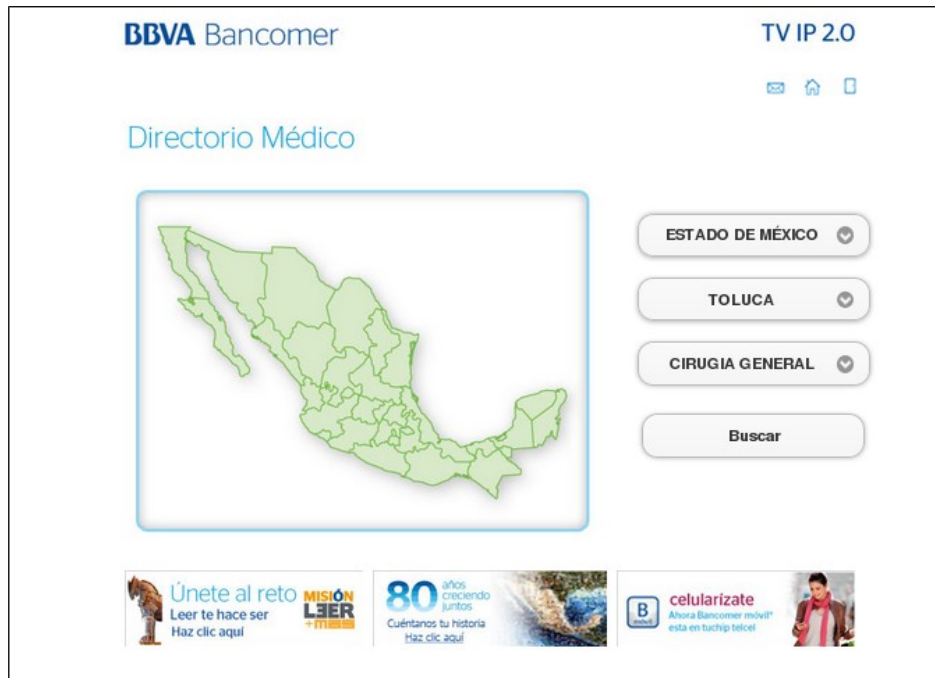 BBVA Bancomer
TV IP 2.0
Directorio Médico
ESTADO DE MÉXICO
TOLUCA
CIRUGIA GENERAL
Buscar
Únete al reto
Leer te hace ser
Haz clic aquí
MISIÓN
LEER
+mas
80 años
creciendo
juntos
Cuéntanos tu historia
Haz clic aquí
B
móvil
celularízate
Ahora Bancomer móvil*
esta en tuchip telcel